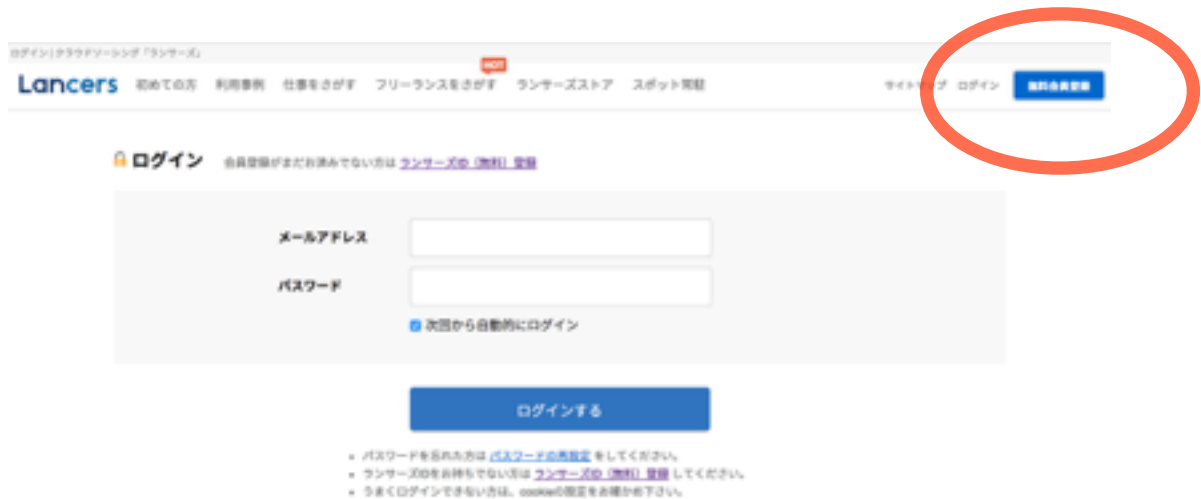 ログイン | クラウドソーシング「ランサーズ」
HOT
Lancers 初めての方 利用事例 仕事をさがす フリーランスをさがす ランサーズストア スポット常駐 サイトマップ ログイン 無料会員登録
ログイン 会員登録がまだお済みでない方は ランサーズID（無料）登録
メールアドレス
パスワード
次回から自動的にログイン
ログインする
パスワードを忘れた方は パスワードの再設定 をしてください。
ランサーズIDをお持ちでない方は ランサーズID（無料）登録 してください。
うまくログインできない方は、cookieの設定をお確かめ下さい。